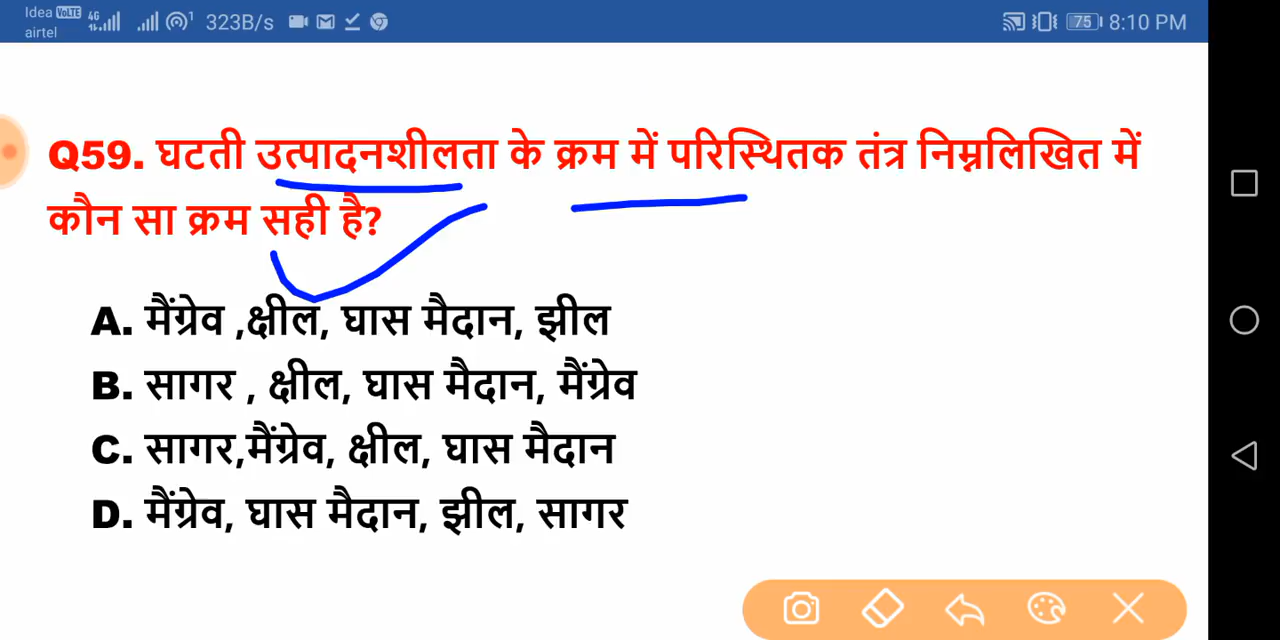 Idea VoLTE 4G 1 323B/s 75 8:10 PM
airtel
Q59. घटती उत्पादनशीलता के क्रम में परिस्थितक तंत्र निम्नलिखित में
कौन सा क्रम सही है?
A. मैंग्रेव ,क्षील, घास मैदान, झील
B. सागर , क्षील, घास मैदान, मैंग्रेव
C. सागर,मैंग्रेव, क्षील, घास मैदान
D. मैंग्रेव, घास मैदान, झील, सागर